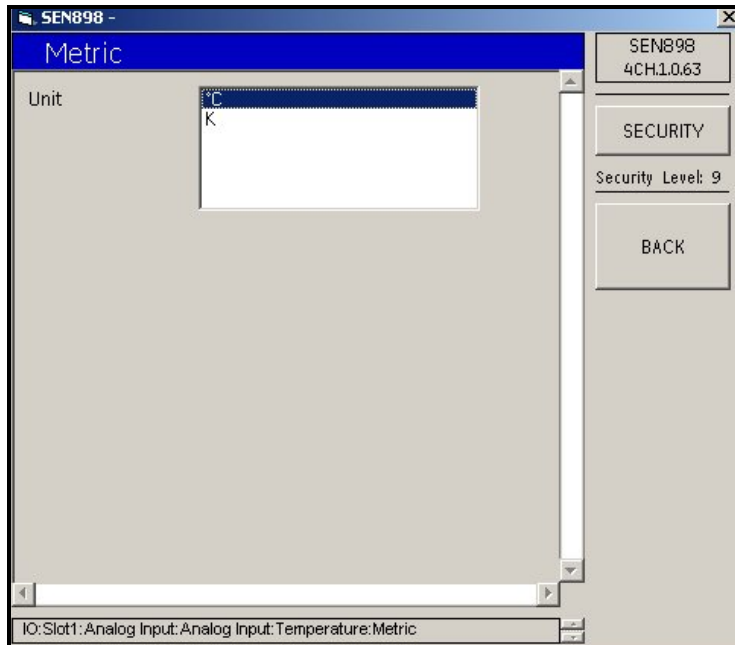 SEN898 -
Metric
Unit
°C
K
SEN898
4CH.1.0.63
SECURITY
Security Level: 9
BACK
IO:Slot1:Analog Input:Analog Input:Temperature:Metric